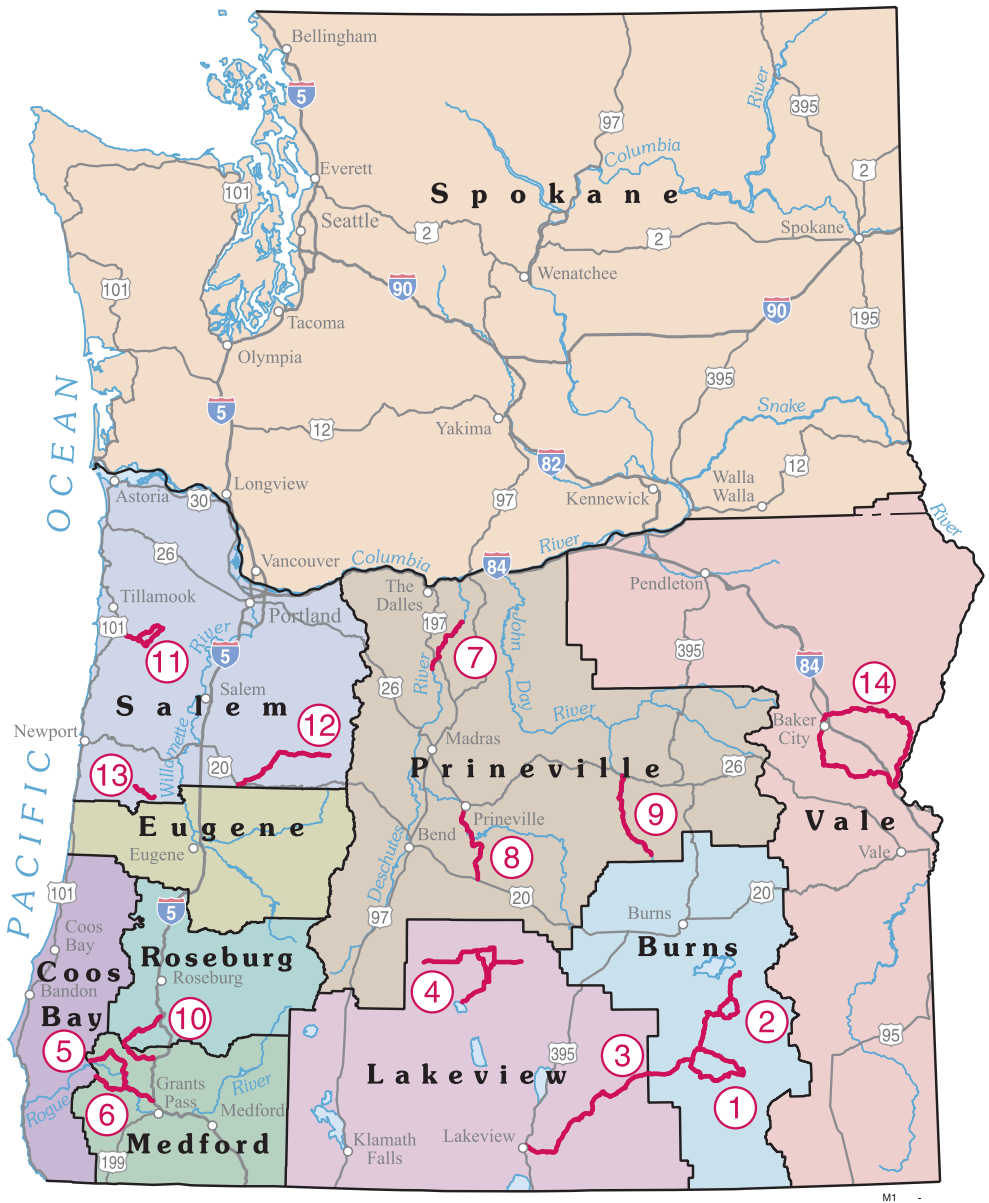 Bellingham
5
97
River
395
Columbia
2
Everett
101
Spokane
Seattle
2
2
Spokane
Wenatchee
101
90
90
195
Tacoma
Olympia
395
OCEAN
5
12
Yakima
Snake
82
12
Walla
Walla
Kennewick
97
Longview
Astoria
30
River
River
26
Vancouver
Columbia
84
The
Dalles
Pendleton
Tillamook
Portland
101
197
John
Day
River
5
11
7
395
84
River
26
14
Salem
Salem
12
River
Baker
City
Newport
Willamette
Madras
20
13
Prineville
26
9
Eugene
Prineville
Vale
Bend
Eugene
8
Vale
Deschutes
PACIFIC
101
20
20
5
97
Burns
Coos
Bay
Roseburg
Burns
Coos
Bay
Roseburg
4
Bandon
10
2
95
5
395
3
Lakeview
Grants
Pass
River
1
Rogue
6
Medford
Medford
Lakeview
Klamath
Falls
199
M1 -